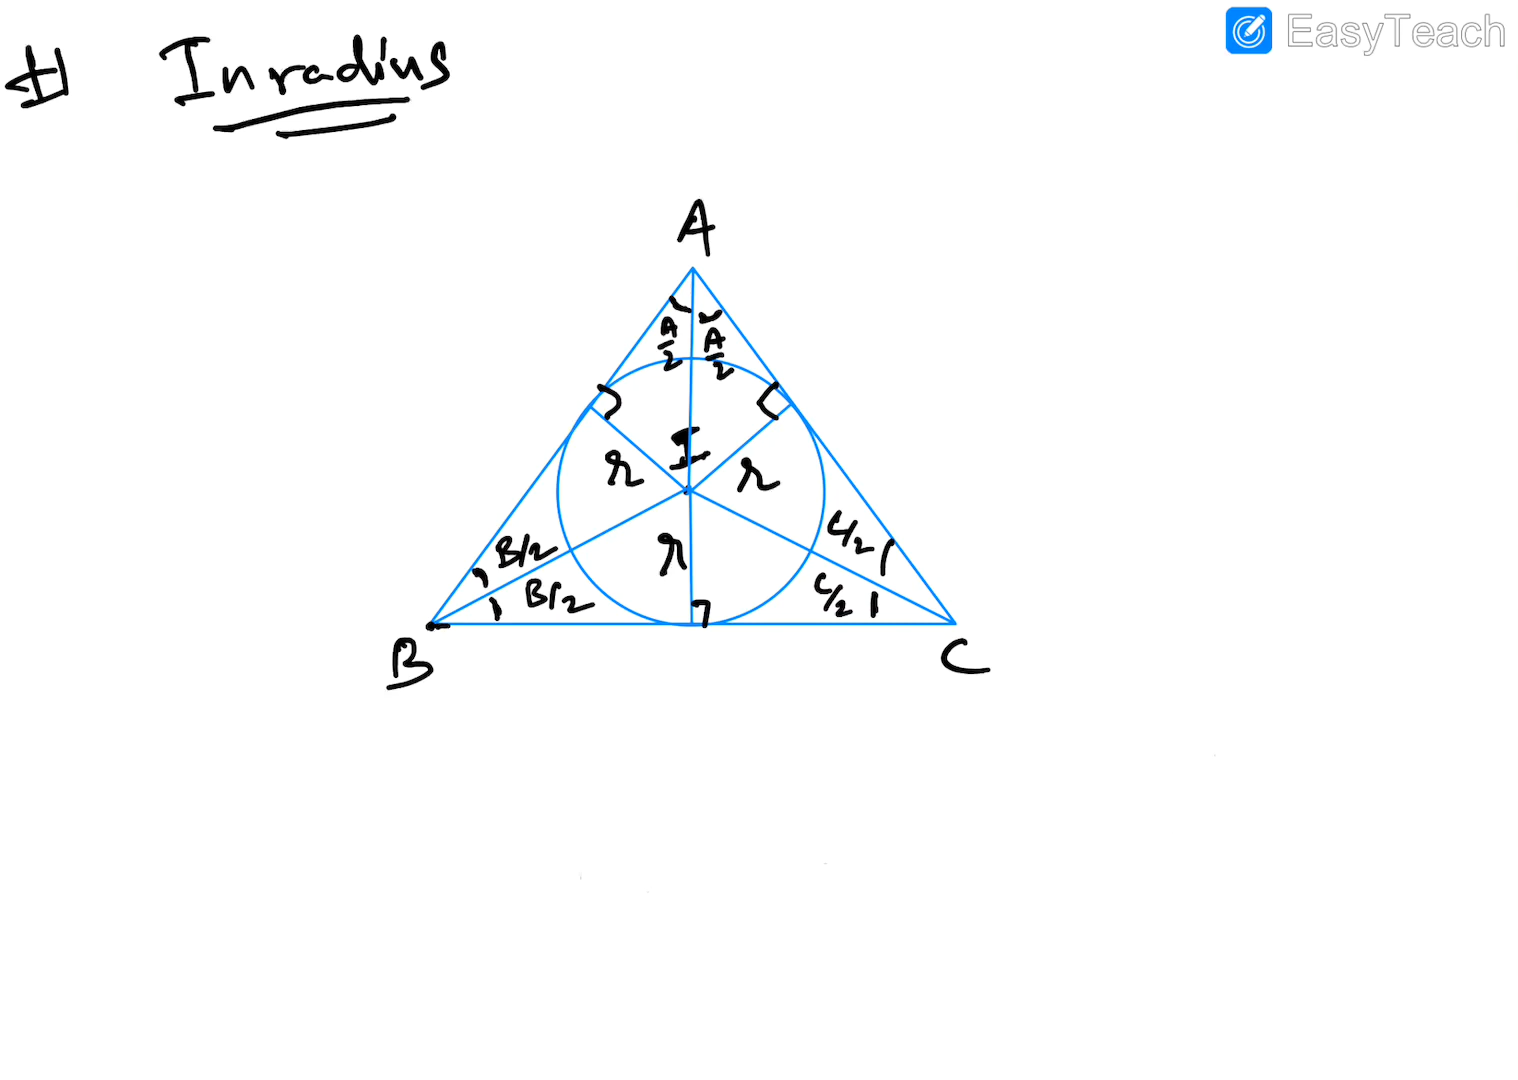 EasyTeach
Inradius
A
A/2 A/2
I
r r
r
B/2 C/2
B/2 C/2
B C